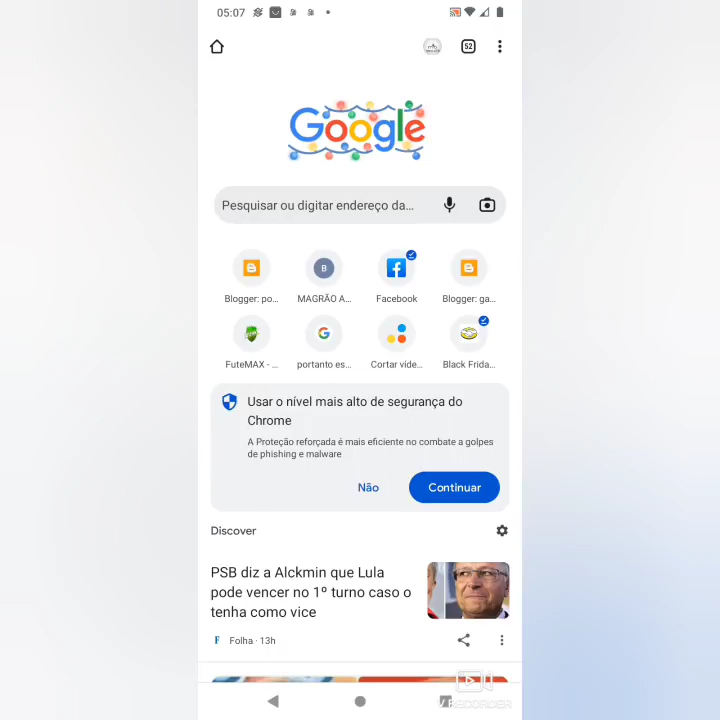 05:07
52
Google
Pesquisar ou digitar endereço da...
Blogger: po...
B
MAGRÃO A...
Facebook
Blogger: ga...
FuteMAX - ...
portanto es...
Cortar víde...
Black Frida...
Usar o nível mais alto de segurança do
Chrome
A Proteção reforçada é mais eficiente no combate a golpes
de phishing e malware
Não
Continuar
Discover
PSB diz a Alckmin que Lula
pode vencer no 1º turno caso o
tenha como vice
F Folha · 13h
RECORDER